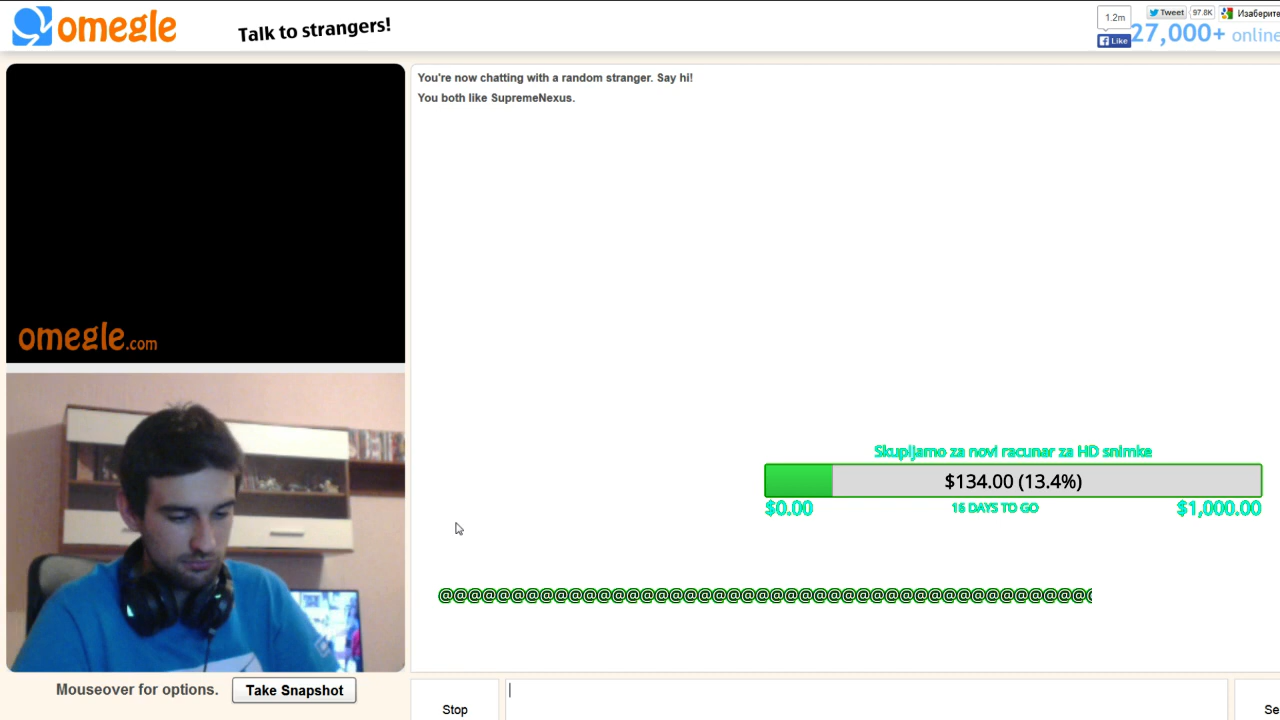 omegle
Talk to strangers!
1.2m
Like
Tweet
97.8K
Изаберите
27,000+ online
You're now chatting with a random stranger. Say hi!
You both like SupremeNexus.
omegle.com
Skupljamo za novi racunar za HD snimke
$134.00 (13.4%)
$0.00
16 DAYS TO GO
$1,000.00
@@@@@@@@@@@@@@@@@@@@@@@@@@@@@@@@@@@@@@@@@@@@@
Mouseover for options.
Take Snapshot
Stop
Se